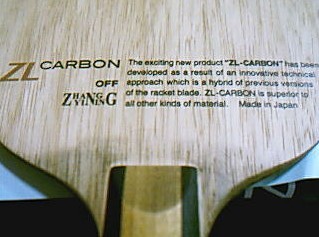 ZL CARBON
OFF
ZHANG YINING
The exciting new product "ZL-CARBON" has been
developed as a result of an innovative technical
approach which is a hybrid of previous versions
of the racket blade. ZL-CARBON is superior to
all other kinds of material. Made in Japan